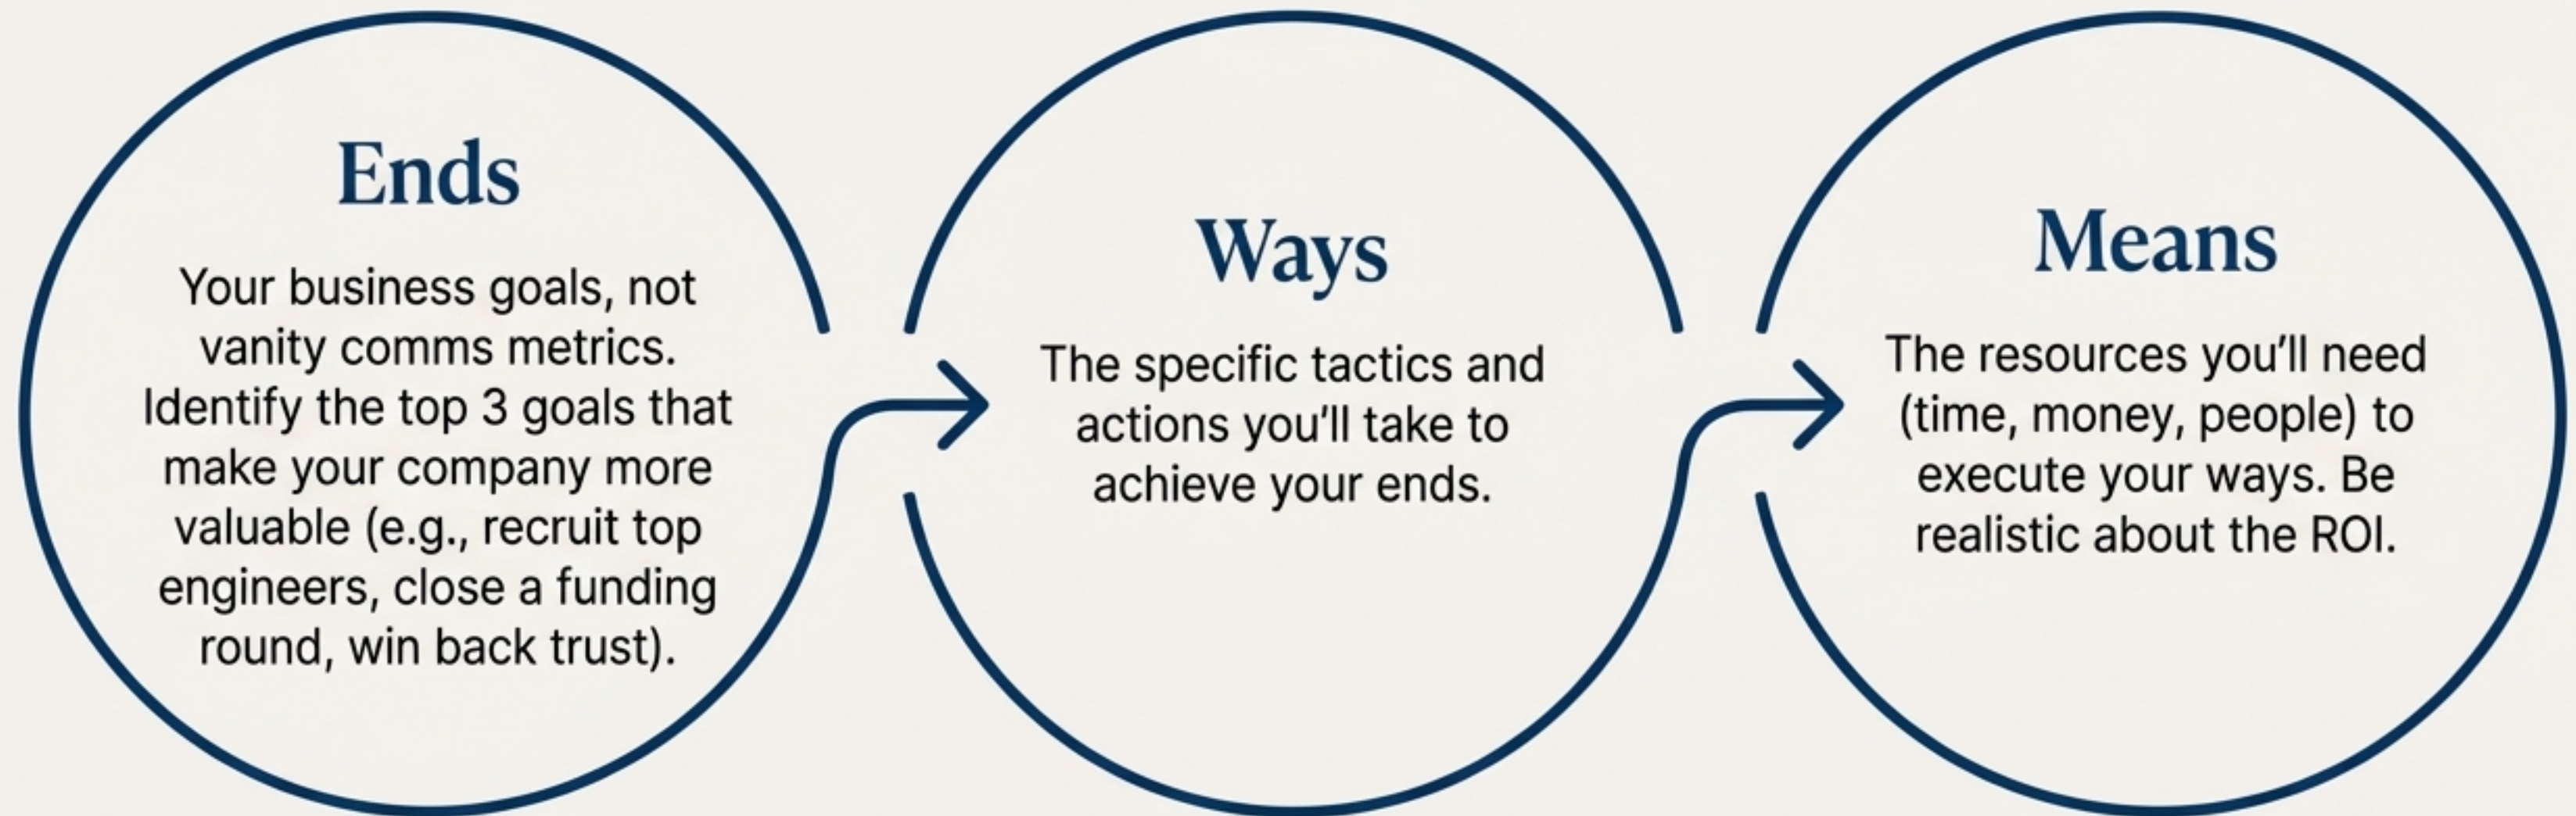 Ends
Your business goals, not
vanity comms metrics.
Identify the top 3 goals that
make your company more
valuable (e.g., recruit top
engineers, close a funding
round, win back trust).
Ways
The specific tactics and
actions you’ll take to
achieve your ends.
Means
The resources you’ll need
(time, money, people) to
execute your ways. Be
realistic about the ROI.